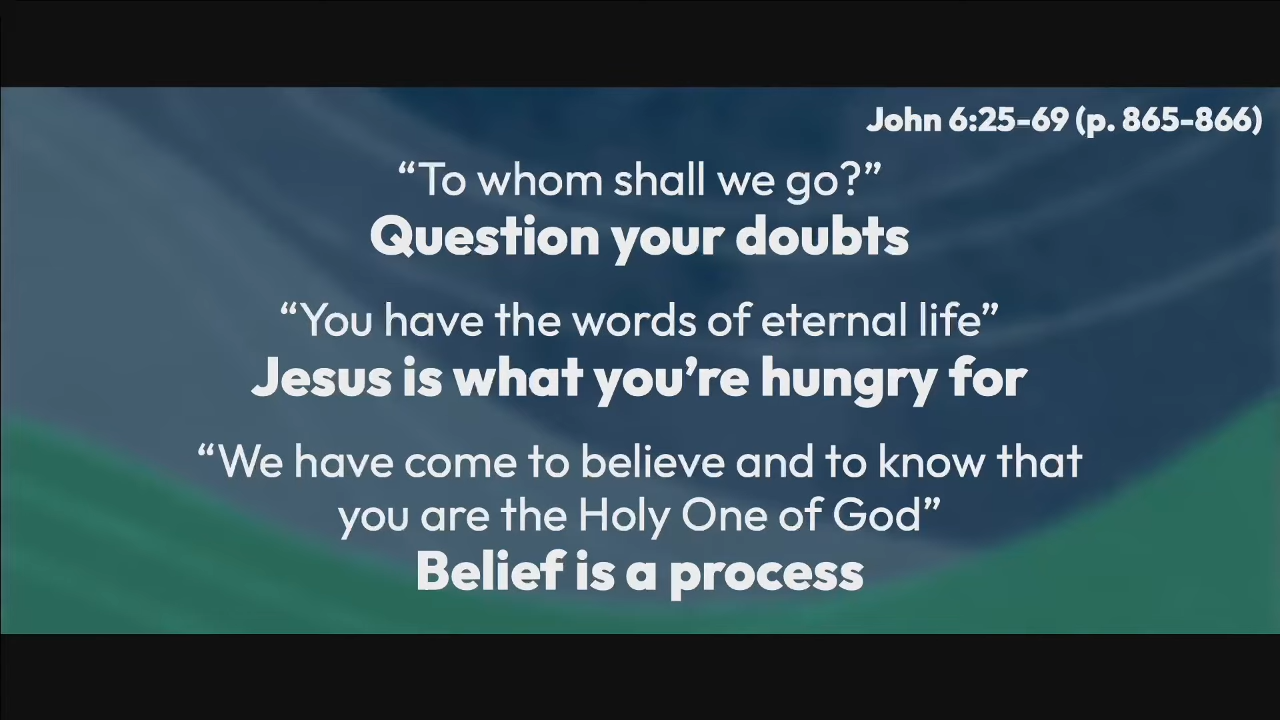 John 6:25-69 (p. 865-866)
“To whom shall we go?”
Question your doubts
“You have the words of eternal life”
Jesus is what you’re hungry for
“We have come to believe and to know that
you are the Holy One of God”
Belief is a process